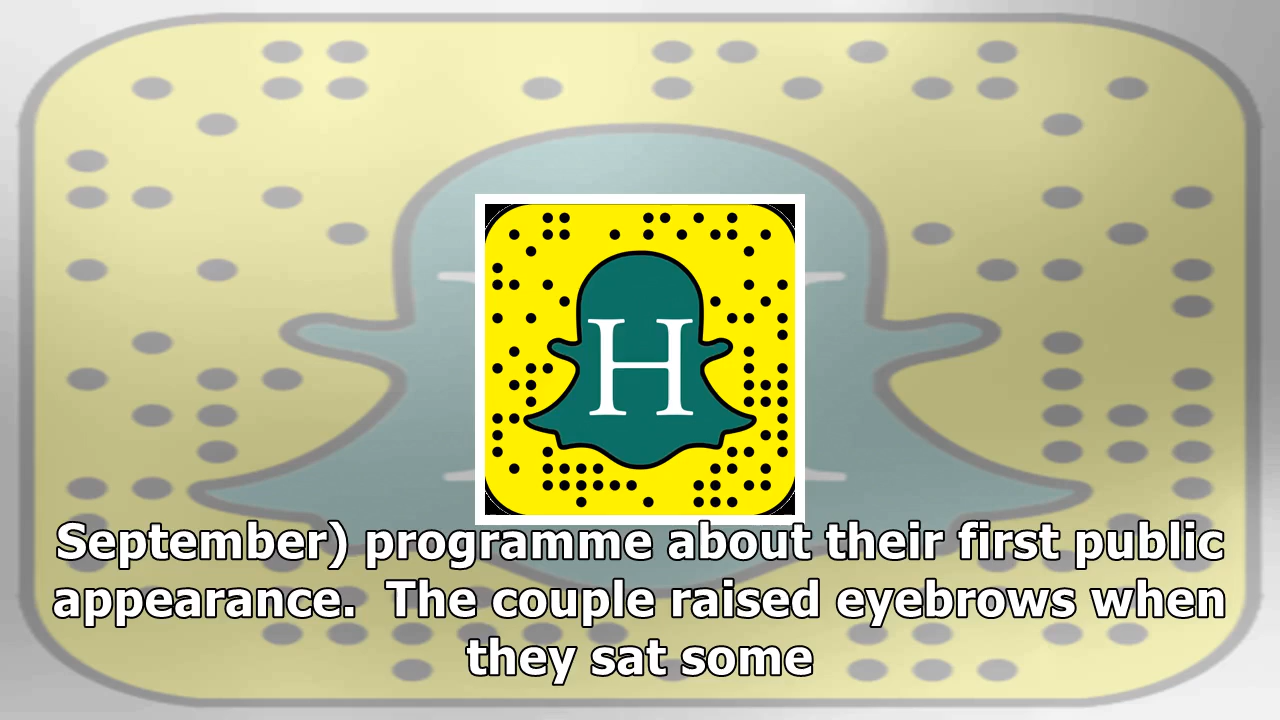 H
September) programme about their first public
appearance.  The couple raised eyebrows when
they sat some